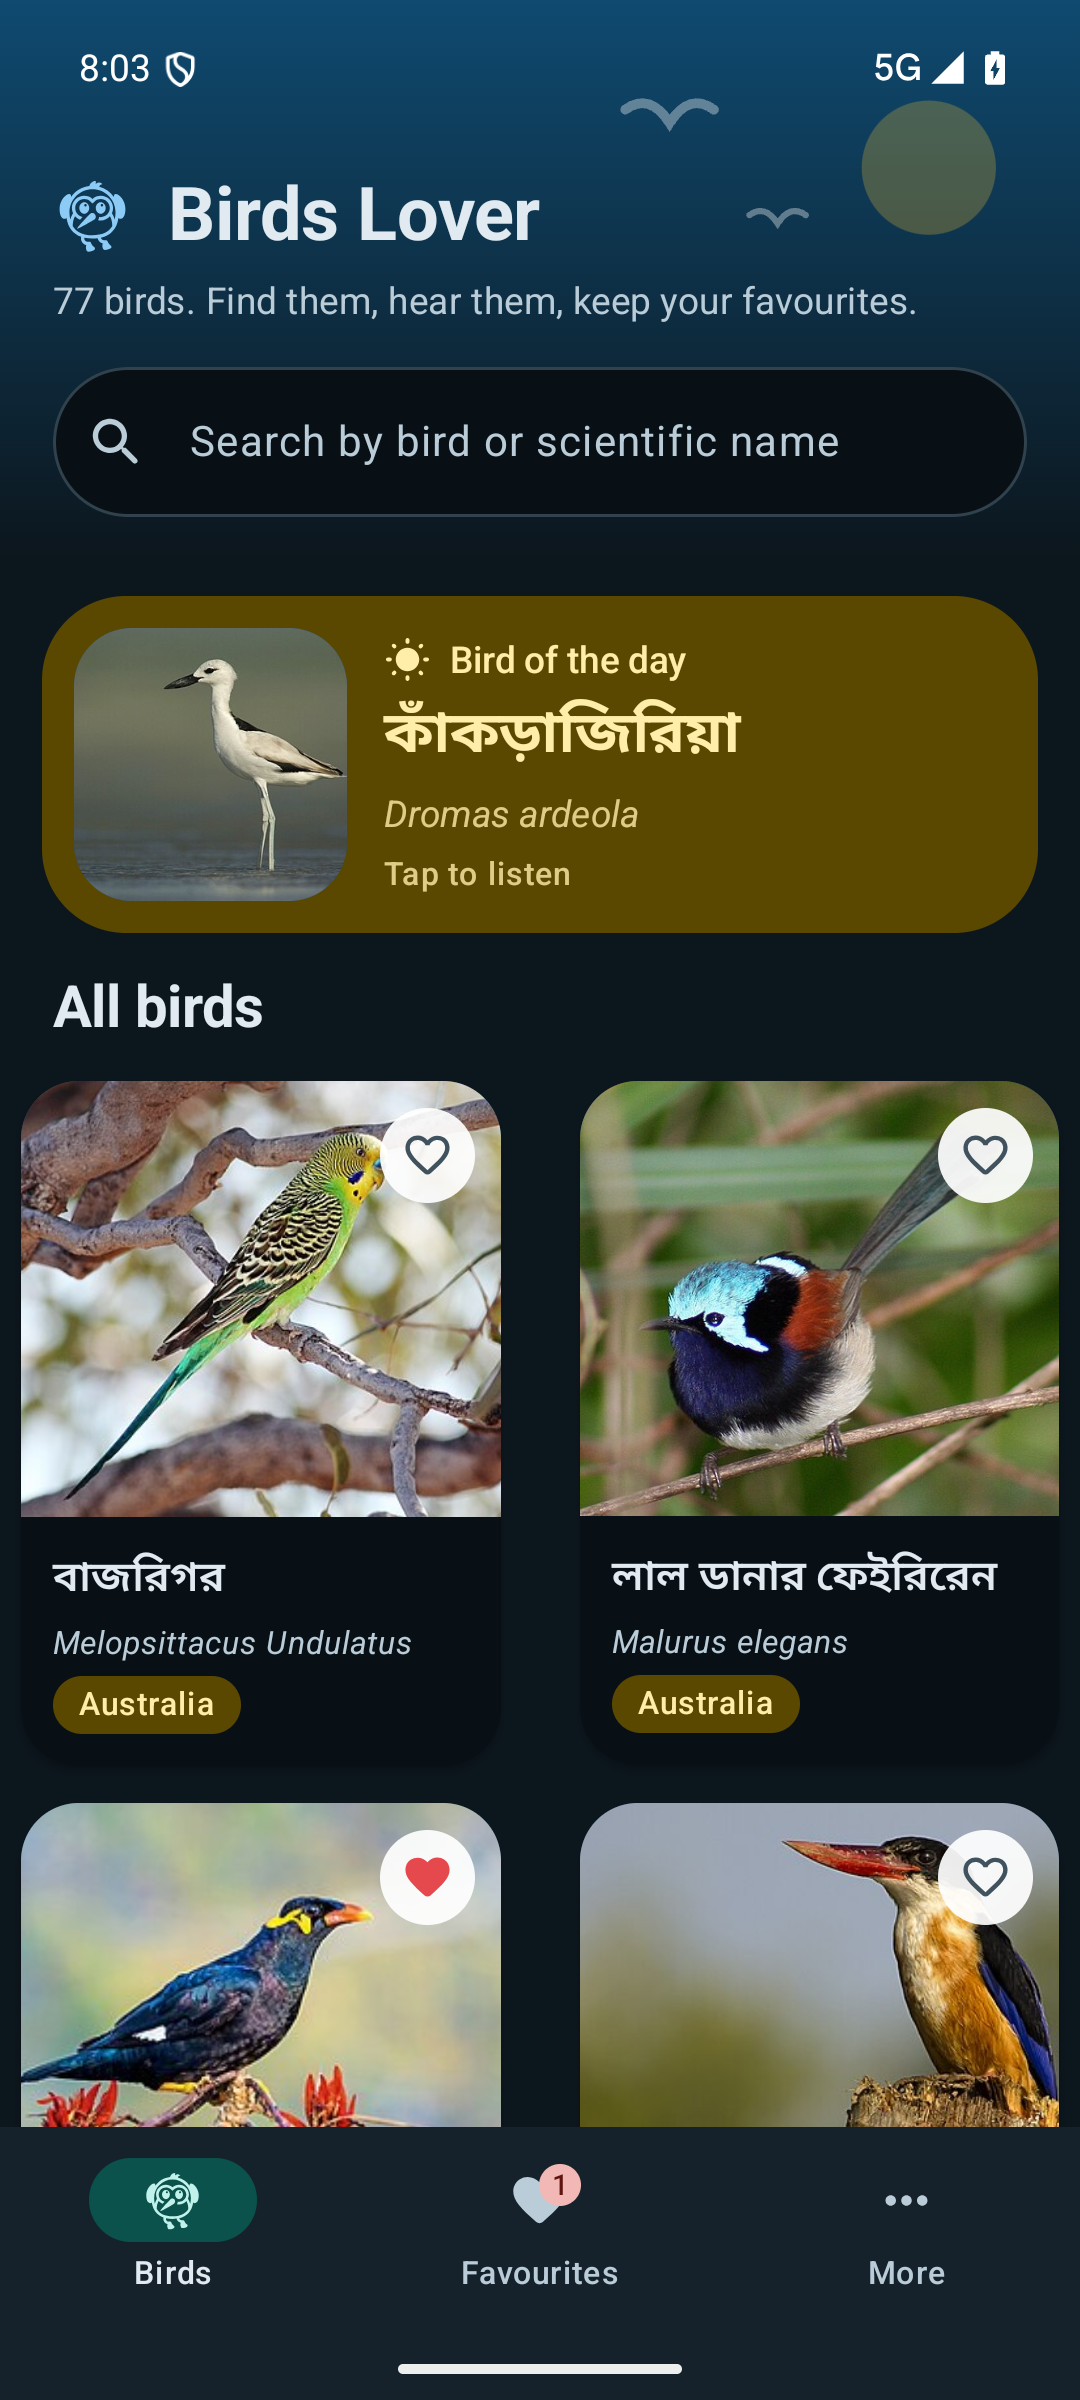 8:03
5G
Birds Lover
77 birds. Find them, hear them, keep your favourites.
Search by bird or scientific name
Bird of the day
কাঁকড়াজিরিয়া
Dromas ardeola
Tap to listen
All birds
বাজরিগর
Melopsittacus Undulatus
Australia
লাল ডানার ফেইরিরেন
Malurus elegans
Australia
1
Birds
Favourites
More